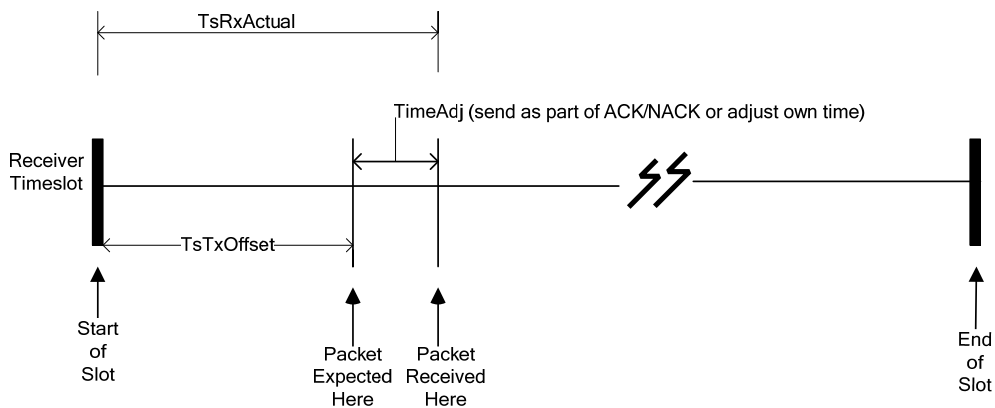 TsRxActual
TimeAdj (send as part of ACK/NACK or adjust own time)
Receiver
Timeslot
TsTxOffset
Start
of
Slot
Packet
Expected
Here
Packet
Received
Here
End
of
Slot